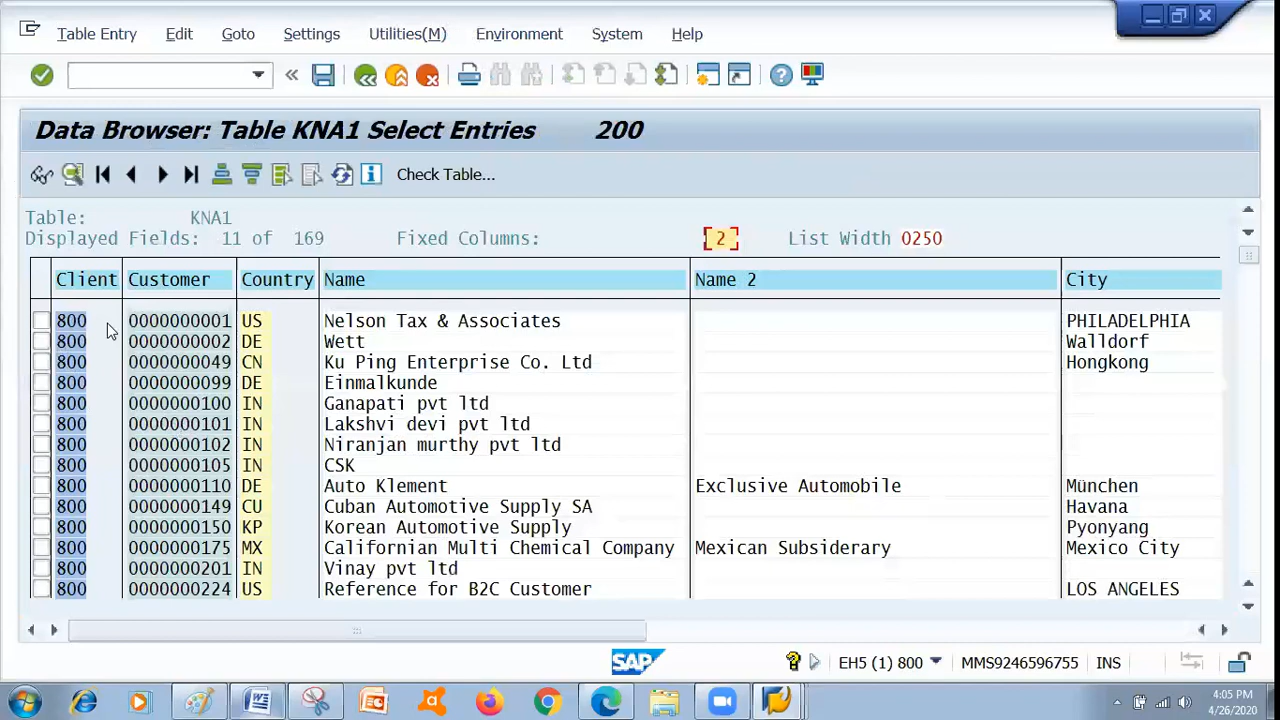 Table Entry Edit Goto Settings Utilities(M) Environment System Help
Data Browser: Table KNA1 Select Entries 200
Check Table...
Table: KNA1
Displayed Fields: 11 of 169 Fixed Columns: 2 List Width 0250
Client Customer Country Name Name 2 City
800 0000000001 US Nelson Tax & Associates PHILADELPHIA
800 0000000002 DE Wett Walldorf
800 0000000049 CN Ku Ping Enterprise Co. Ltd Hongkong
800 0000000099 DE Einmalkunde
800 0000000100 IN Ganapati pvt ltd
800 0000000101 IN Lakshvi devi pvt ltd
800 0000000102 IN Niranjan murthy pvt ltd
800 0000000105 IN CSK
800 0000000110 DE Auto Klement Exclusive Automobile München
800 0000000149 CU Cuban Automotive Supply SA Havana
800 0000000150 KP Korean Automotive Supply Pyonyang
800 0000000175 MX Californian Multi Chemical Company Mexican Subsiderary Mexico City
800 0000000201 IN Vinay pvt ltd
800 0000000224 US Reference for B2C Customer LOS ANGELES
SAP EH5 (1) 800 MMS9246596755 INS
4:05 PM
4/26/2020